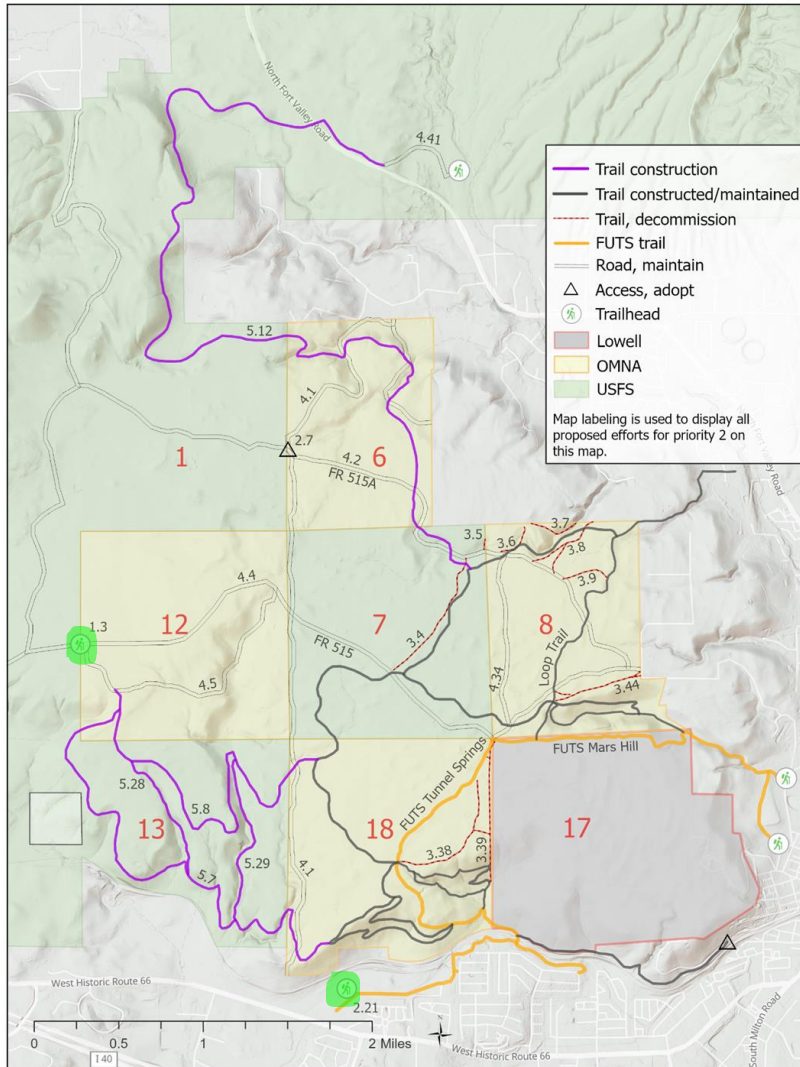 North Fort Valley Road
4.41
Trail construction
Trail constructed/maintained
Trail, decommission
FUTS trail
Road, maintain
Access, adopt
Trailhead
Lowell
OMNA
USFS
Map labeling is used to display all
proposed efforts for priority 2 on
this map.
5.12
4.1
2.7
1
4.2
6
FR 515A
Fort Valley Road
3.5
3.6
3.7
3.8
3.9
4.4
1.3
12
7
8
FR 515
3.4
Loop Trail
4.5
4.34
3.44
FUTS Mars Hill
FUTS Tunnel Springs
5.28
5.8
13
18
17
3.38
3.39
5.29
5.7
4.1
West Historic Route 66
2.21
0 0.5 1 2 Miles
N
West Historic Route 66
South Milton Road
I 40